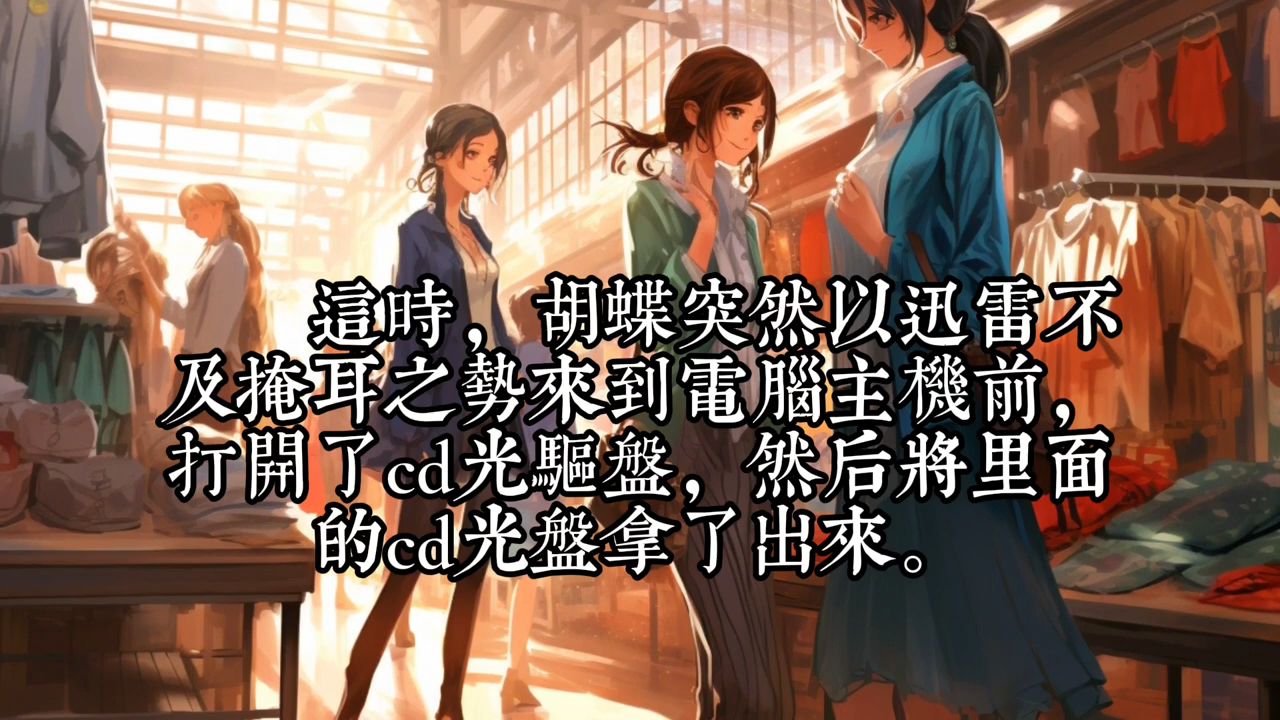 這時，胡蝶突然以迅雷不
及掩耳之勢來到電腦主機前，
打開了cd光驅盤，然后將里面
的cd光盤拿了出來。